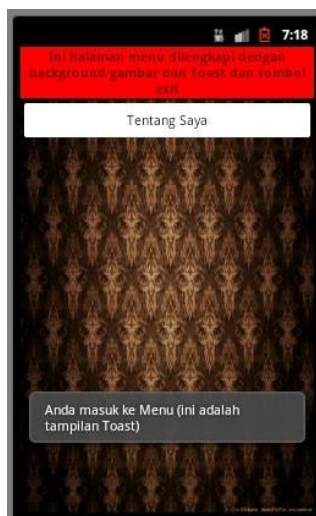 7:18
Ini halaman menu dilengkapi dengan
background gambar dan Toast dan tombol
exit
Tentang Saya
Anda masuk ke Menu (ini adalah
tampilan Toast)